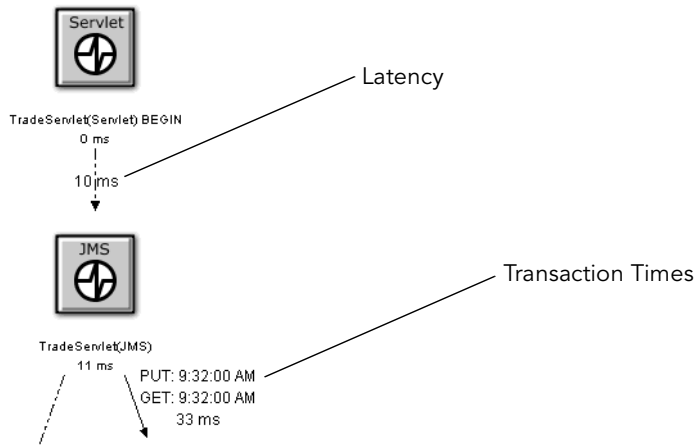 Servlet
Latency
TradeServlet(Servlet) BEGIN
0 ms
10 ms
JMS
Transaction Times
TradeServlet(JMS)
11 ms
PUT: 9:32:00 AM
GET: 9:32:00 AM
33 ms